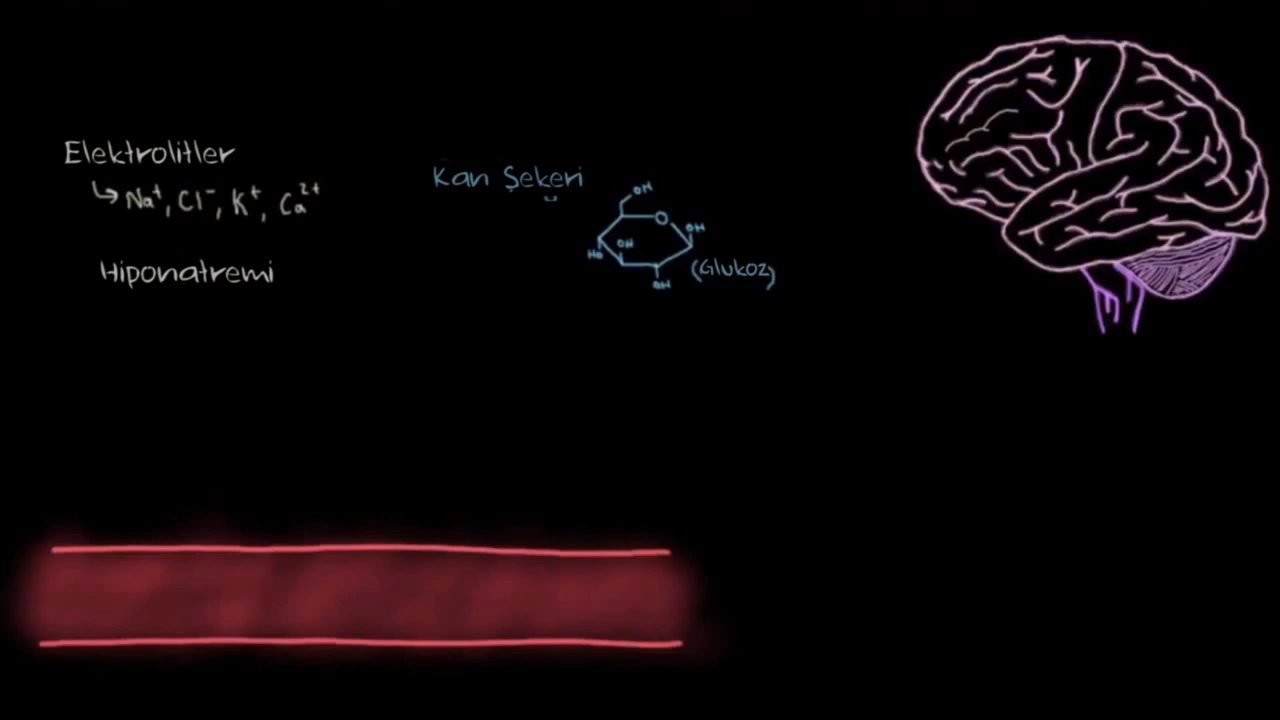 Elektrolitler
↳ Na⁺, Cl⁻, K⁺, Ca²⁺
Hiponatremi
Kan Şekeri
OH
O
OH
OH
HO
OH
(Glukoz)